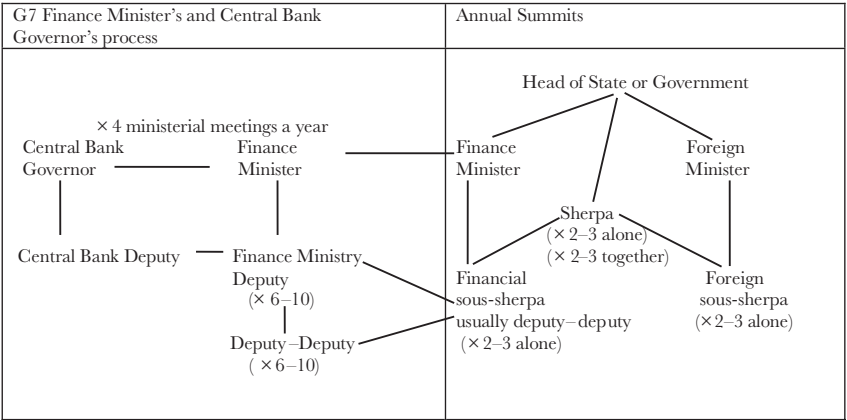 G7 Finance Minister's and Central Bank
Governor's process
Annual Summits
Head of State or Government
× 4 ministerial meetings a year
Central Bank
Governor
Finance
Minister
Finance
Minister
Foreign
Minister
Sherpa
(× 2–3 alone)
(× 2–3 together)
Central Bank Deputy
Finance Ministry
Deputy
(× 6–10)
Deputy–Deputy
( ×6–10)
Financial
sous-sherpa
usually deputy–deputy
(×2–3 alone)
Foreign
sous-sherpa
(×2–3 alone)